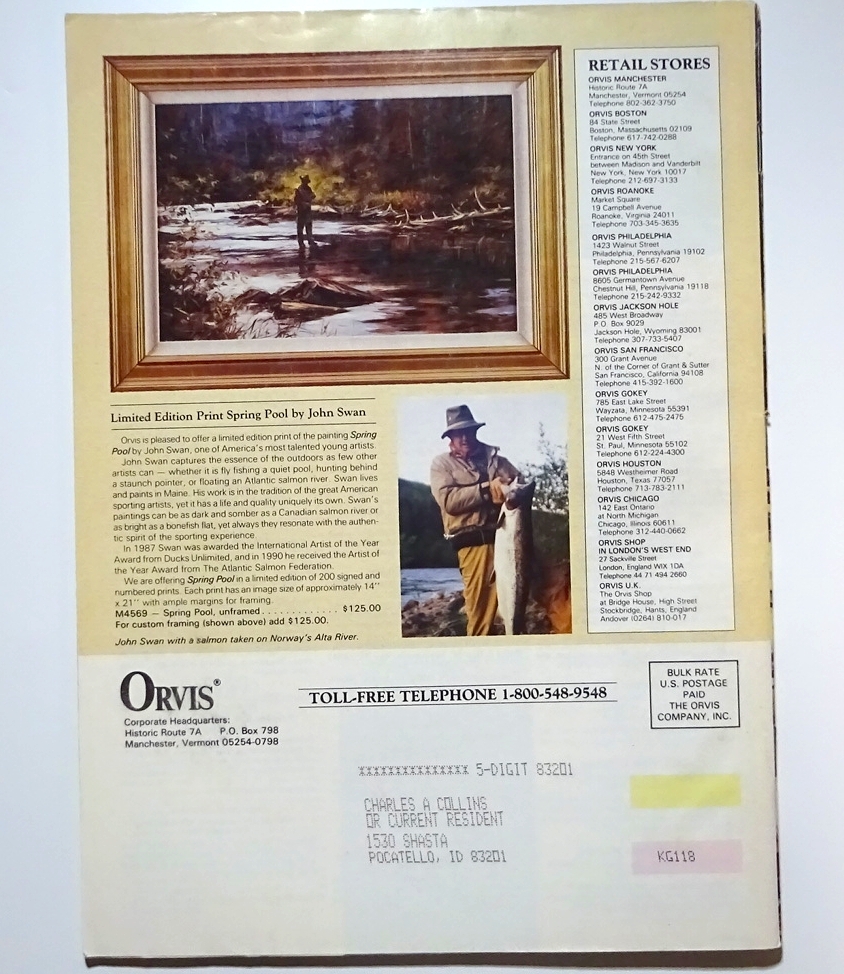 RETAIL STORES
ORVIS MANCHESTER
Historic Route 7A
Manchester, Vermont 05254
Telephone 802-362-3750
ORVIS BOSTON
84 State Street
Boston, Massachusetts 02109
Telephone 617-742-0288
ORVIS NEW YORK
Entrance on 45th Street
between Madison and Vanderbilt
New York, New York 10017
Telephone 212-697-3133
ORVIS ROANOKE
Market Square
19 Campbell Avenue
Roanoke, Virginia 24011
Telephone 703-345-3635
ORVIS PHILADELPHIA
1423 Walnut Street
Philadelphia, Pennsylvania 19102
Telephone 215-567-6207
ORVIS PHILADELPHIA
8605 Germantown Avenue
Chestnut Hill, Pennsylvania 19118
Telephone 215-242-9332
ORVIS JACKSON HOLE
485 West Broadway
P.O. Box 9029
Jackson Hole, Wyoming 83001
Telephone 307-733-5407
ORVIS SAN FRANCISCO
300 Grant Avenue
N. of the Corner of Grant & Sutter
San Francisco, California 94108
Telephone 415-392-1600
ORVIS GOKEY
785 East Lake Street
Wayzata, Minnesota 55391
Telephone 612-475-2475
ORVIS GOKEY
21 West Fifth Street
St. Paul, Minnesota 55102
Telephone 612-224-4300
ORVIS HOUSTON
5848 Westheimer Road
Houston, Texas 77057
Telephone 713-783-2111
ORVIS CHICAGO
142 East Ontario
at North Michigan
Chicago, Illinois 60611
Telephone 312-440-0662
ORVIS SHOP
IN LONDON'S WEST END
27 Sackville Street
London, England WIX 1DA
Telephone 44 71 494 2660
ORVIS U.K.
The Orvis Shop
at Bridge House, High Street
Stockbridge, Hants, England
Andover (0264) 810-017
Limited Edition Print Spring Pool by John Swan
Orvis is pleased to offer a limited edition print of the painting Spring
Pool by John Swan, one of America's most talented young artists.
John Swan captures the essence of the outdoors as few other
artists can — whether it is fly fishing a quiet pool, hunting behind
a staunch pointer, or floating an Atlantic salmon river. Swan lives
and paints in Maine. His work is in the tradition of the great American
sporting artists, yet it has a life and quality uniquely its own. Swan's
paintings can be as dark and somber as a Canadian salmon river or
as bright as a bonefish flat, yet always they resonate with the authen-
tic spirit of the sporting experience.
In 1987 Swan was awarded the International Artist of the Year
Award from Ducks Unlimited, and in 1990 he received the Artist of
the Year Award from The Atlantic Salmon Federation.
We are offering Spring Pool in a limited edition of 200 signed and
numbered prints. Each print has an image size of approximately 14"
x 21" with ample margins for framing.
M4569 — Spring Pool, unframed . . . . . . . . . . . . . $125.00
For custom framing (shown above) add $125.00.
John Swan with a salmon taken on Norway's Alta River.
ORVIS®
Corporate Headquarters:
Historic Route 7A P.O. Box 798
Manchester, Vermont 05254-0798
TOLL-FREE TELEPHONE 1-800-548-9548
BULK RATE
U.S. POSTAGE
PAID
THE ORVIS
COMPANY, INC.
*************** 5-DIGIT 83201
CHARLES A COLLINS
OR CURRENT RESIDENT
1530 SHASTA
POCATELLO, ID 83201
KG118